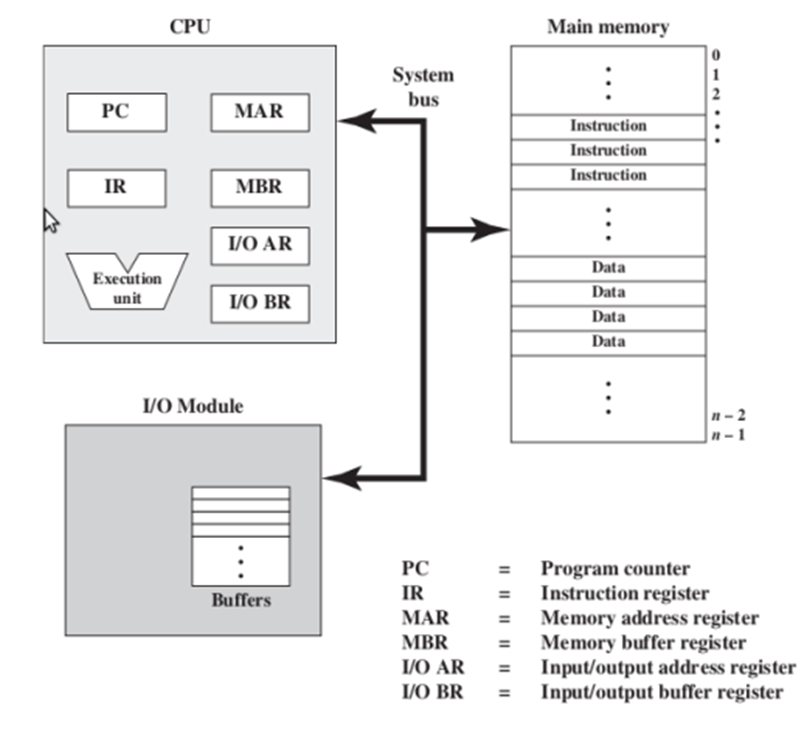 CPU
PC
MAR
IR
MBR
I/O AR
Execution
unit
I/O BR
System
bus
Main memory
0
1
2
Instruction
Instruction
Instruction
Data
Data
Data
Data
n – 2
n – 1
I/O Module
Buffers
PC = Program counter
IR = Instruction register
MAR = Memory address register
MBR = Memory buffer register
I/O AR = Input/output address register
I/O BR = Input/output buffer register